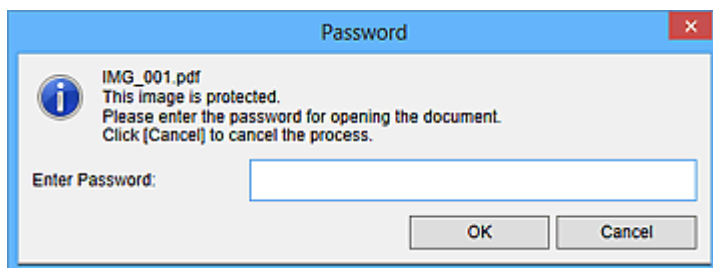 Password
IMG_001.pdf
This image is protected.
Please enter the password for opening the document.
Click [Cancel] to cancel the process.
Enter Password:
OK Cancel